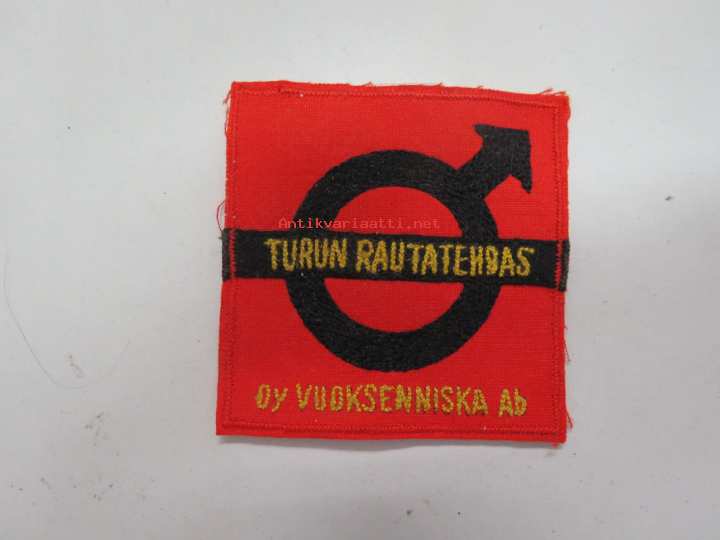 Antikvariaatti.net
TURUN RAUTATEHDAS
Oy VUOKSENNISKA Ab